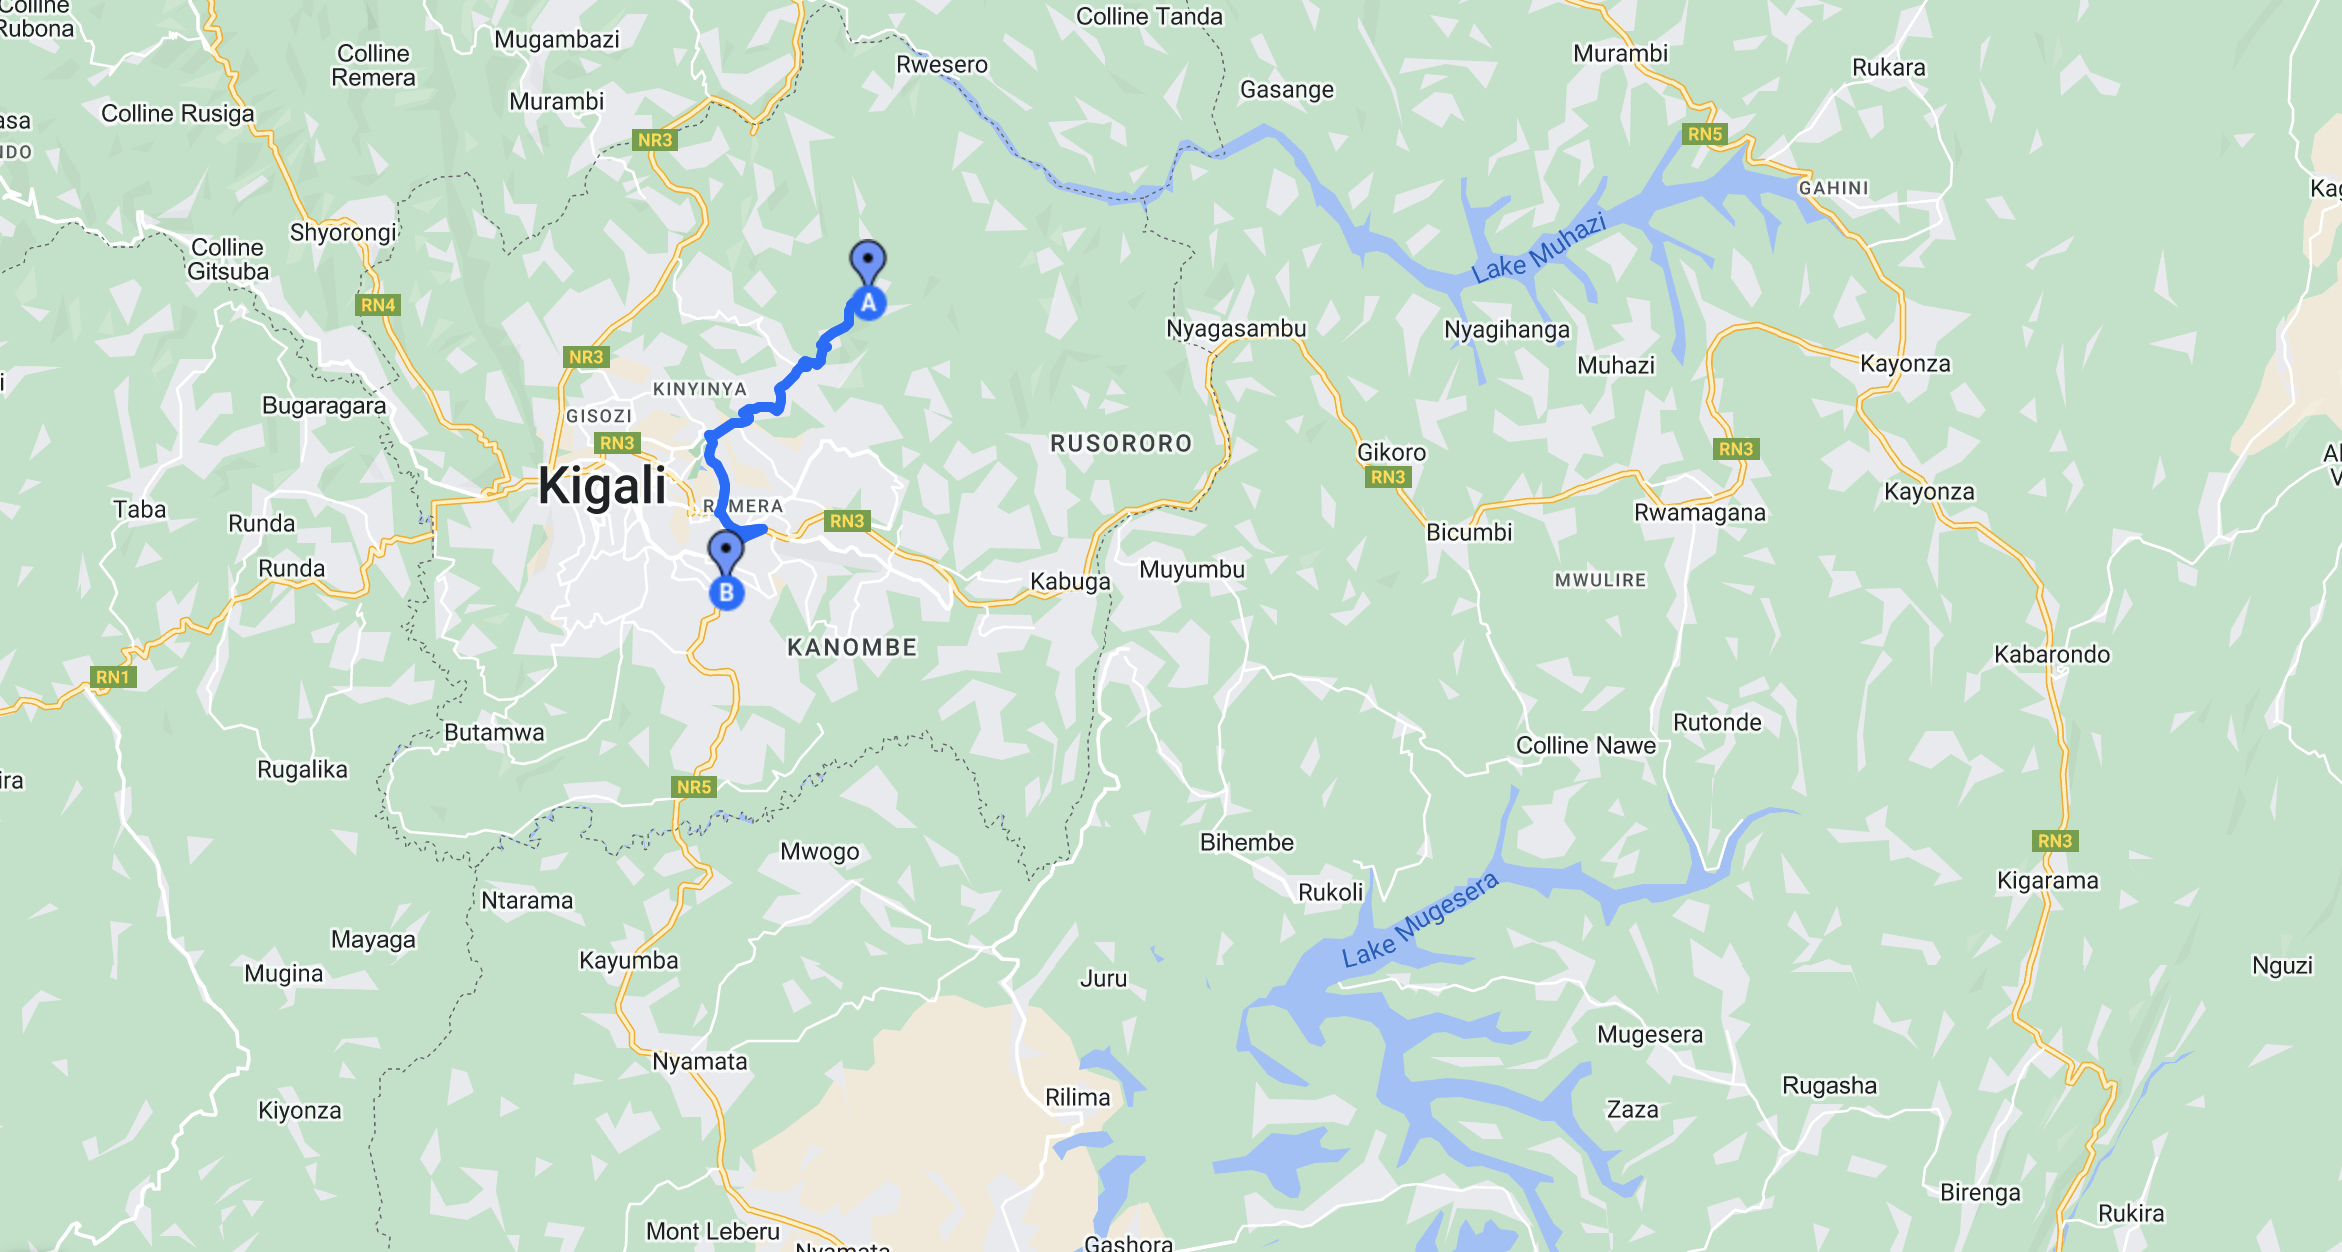 Colline
Rubona
Colline Tanda
Mugambazi
Colline
Remera
Murambi
Rukara
Rwesero
Gasange
Murambi
Colline Rusiga
asa
NDO
NR3
RN5
GAHINI
Kag
Shyorongi
Colline
Gitsuba
Lake Muhazi
RN4
A
Nyagasambu
Nyagihanga
NR3
Muhazi
Kayonza
i
KINYINYA
Bugaragara
GISOZI
RN3
RUSORORO
Gikoro
RN3
Al
V
Kigali
RN3
Kayonza
Taba
REMERA
Runda
RN3
Rwamagana
Bicumbi
Runda
B
Kabuga
Muyumbu
MWULIRE
KANOMBE
Kabarondo
RN1
Butamwa
Rutonde
Colline Nawe
Rugalika
ira
NR5
Mwogo
Bihembe
RN3
Kigarama
Ntarama
Rukoli
Lake Mugesera
Mayaga
Kayumba
Mugina
Juru
Nguzi
Mugesera
Nyamata
Rilima
Rugasha
Kiyonza
Zaza
Birenga
Rukira
Mont Leberu
Gashora
Nyamata